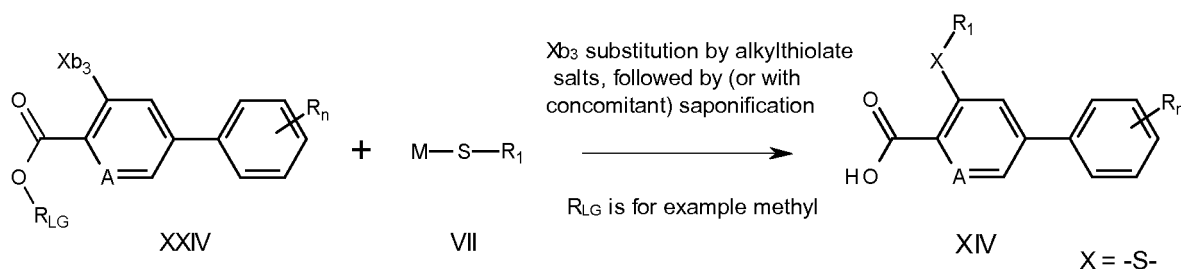 Xb3
O
O
RLG
A
Rn
XXIV
+
M—S—R1
VII
Xb3 substitution by alkylthiolate
salts, followed by (or with
concomitant) saponification
RLG is for example methyl
R1
X
O
HO
A
Rr
XIV
X = -S-